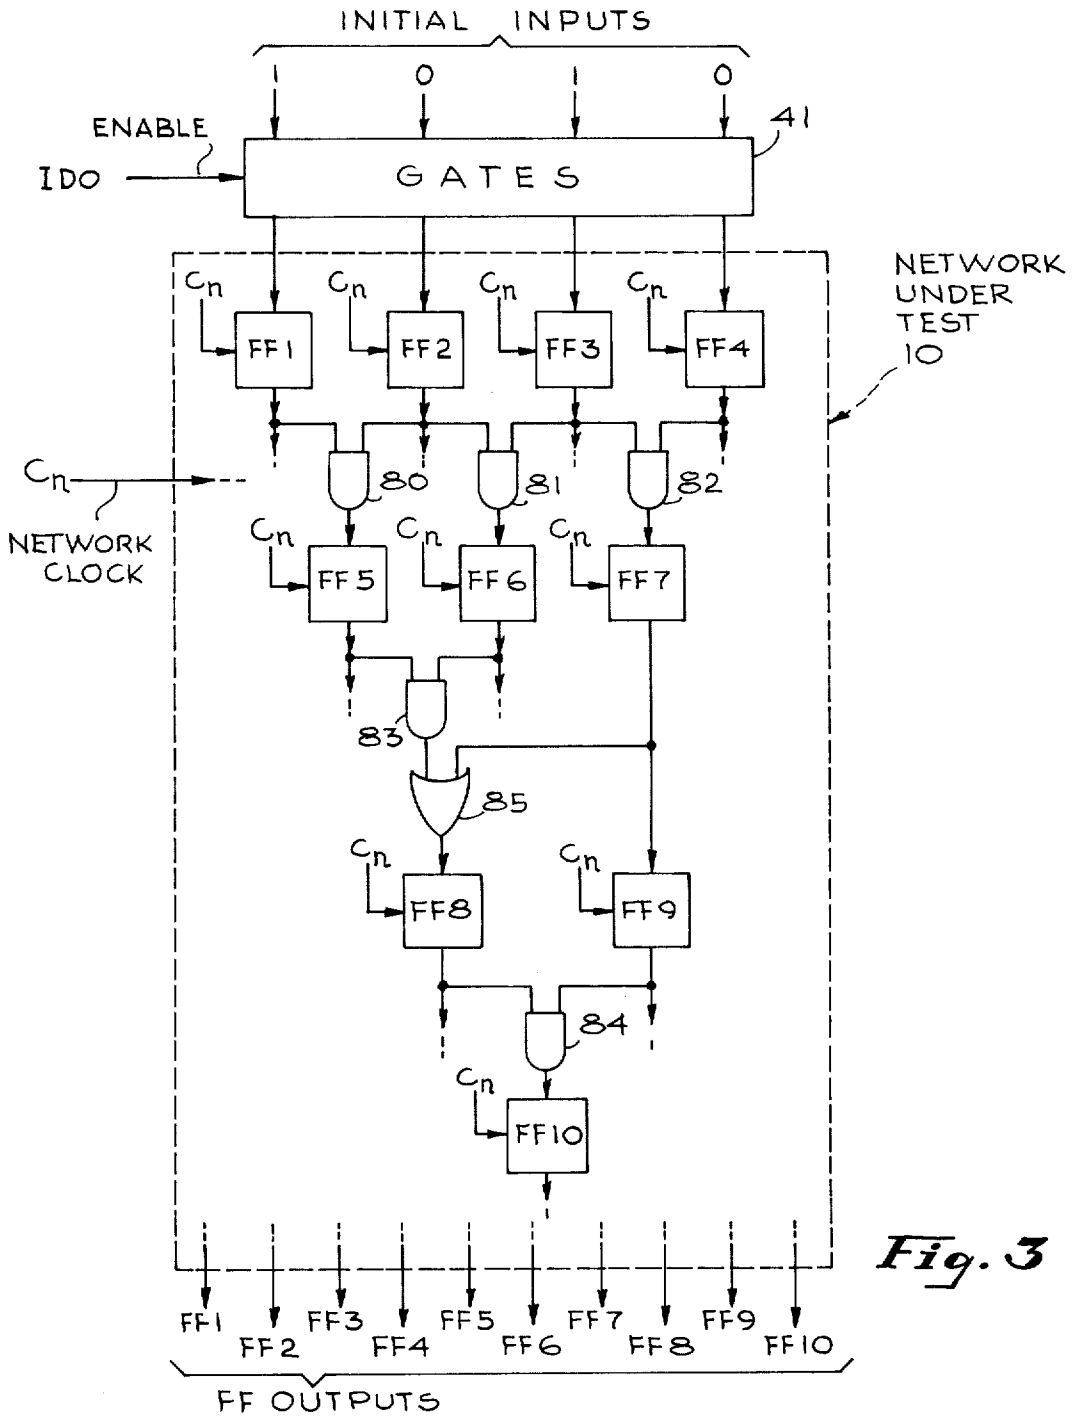 INITIAL INPUTS
1 0 1 0
ENABLE
41
IDO
GATES
NETWORK
UNDER
TEST
10
Cn Cn Cn Cn
FF1 FF2 FF3 FF4
Cn
80 81 82
NETWORK
CLOCK
Cn Cn Cn
FF5 FF6 FF7
83
85
Cn Cn
FF8 FF9
84
Cn
FF10
Fig. 3
FF1 FF3 FF5 FF7 FF9
FF2 FF4 FF6 FF8 FF10
FF OUTPUTS